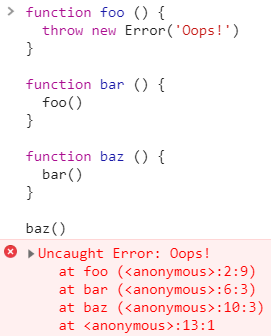 > function foo () {
    throw new Error('Oops!')
  }

  function bar () {
    foo()
  }

  function baz () {
    bar()
  }

  baz()
▶Uncaught Error: Oops!
    at foo (<anonymous>:2:9)
    at bar (<anonymous>:6:3)
    at baz (<anonymous>:10:3)
    at <anonymous>:13:1